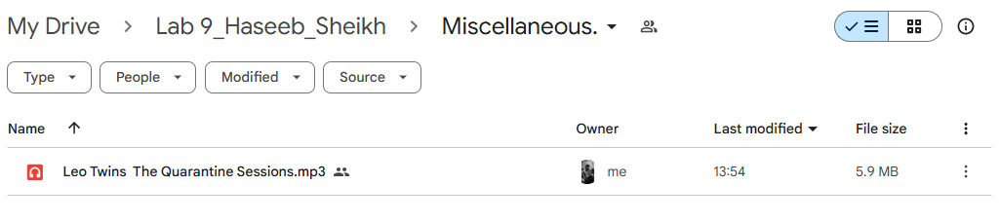 My Drive > Lab 9_Haseeb_Sheikh > Miscellaneous.
Type People Modified Source
Name Owner Last modified File size
Leo Twins  The Quarantine Sessions.mp3 me 13:54 5.9 MB